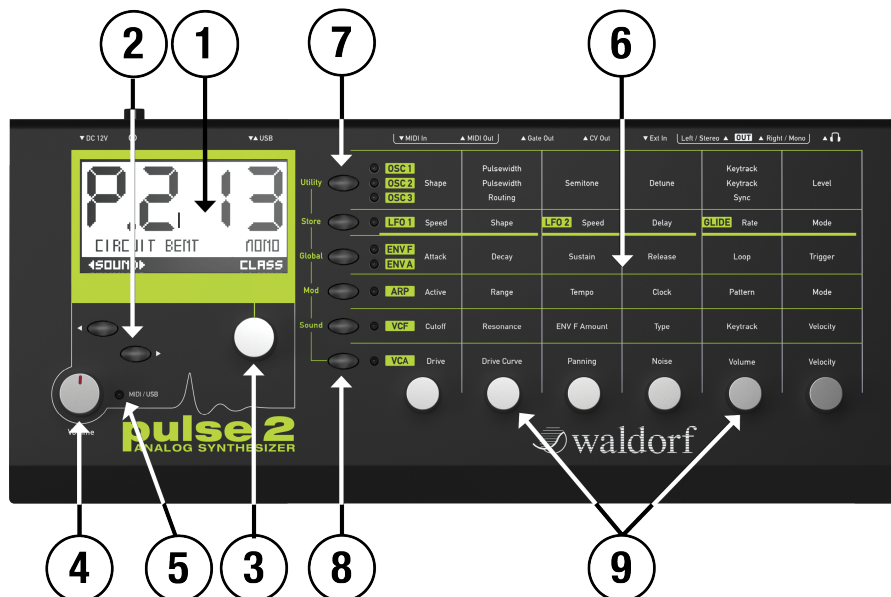 2 1 7 6
▼ DC 12V ▼▲ USB ▼ MIDI In ▲ MIDI Out ▲ Gate Out ▲ CV Out ▼ Ext In Left / Stereo ▲ OUT ▲ Right / Mono ▲
P.213
CIRCUIT BENT MONO
◀SOUND▶ CLASS
Utility
Store
Global
Mod
Sound
OSC 1 Pulsewidth Keytrack
OSC 2 Shape Pulsewidth Semitone Detune Keytrack Level
OSC 3 Routing Sync
LFO 1 Speed Shape LFO 2 Speed Delay GLIDE Rate Mode
ENV F
ENV A Attack Decay Sustain Release Loop Trigger
ARP Active Range Tempo Clock Pattern Mode
VCF Cutoff Resonance ENV F Amount Type Keytrack Velocity
VCA Drive Drive Curve Panning Noise Volume Velocity
MIDI / USB
Volume
pulse 2
ANALOG SYNTHESIZER
waldorf
4 5 3 8 9